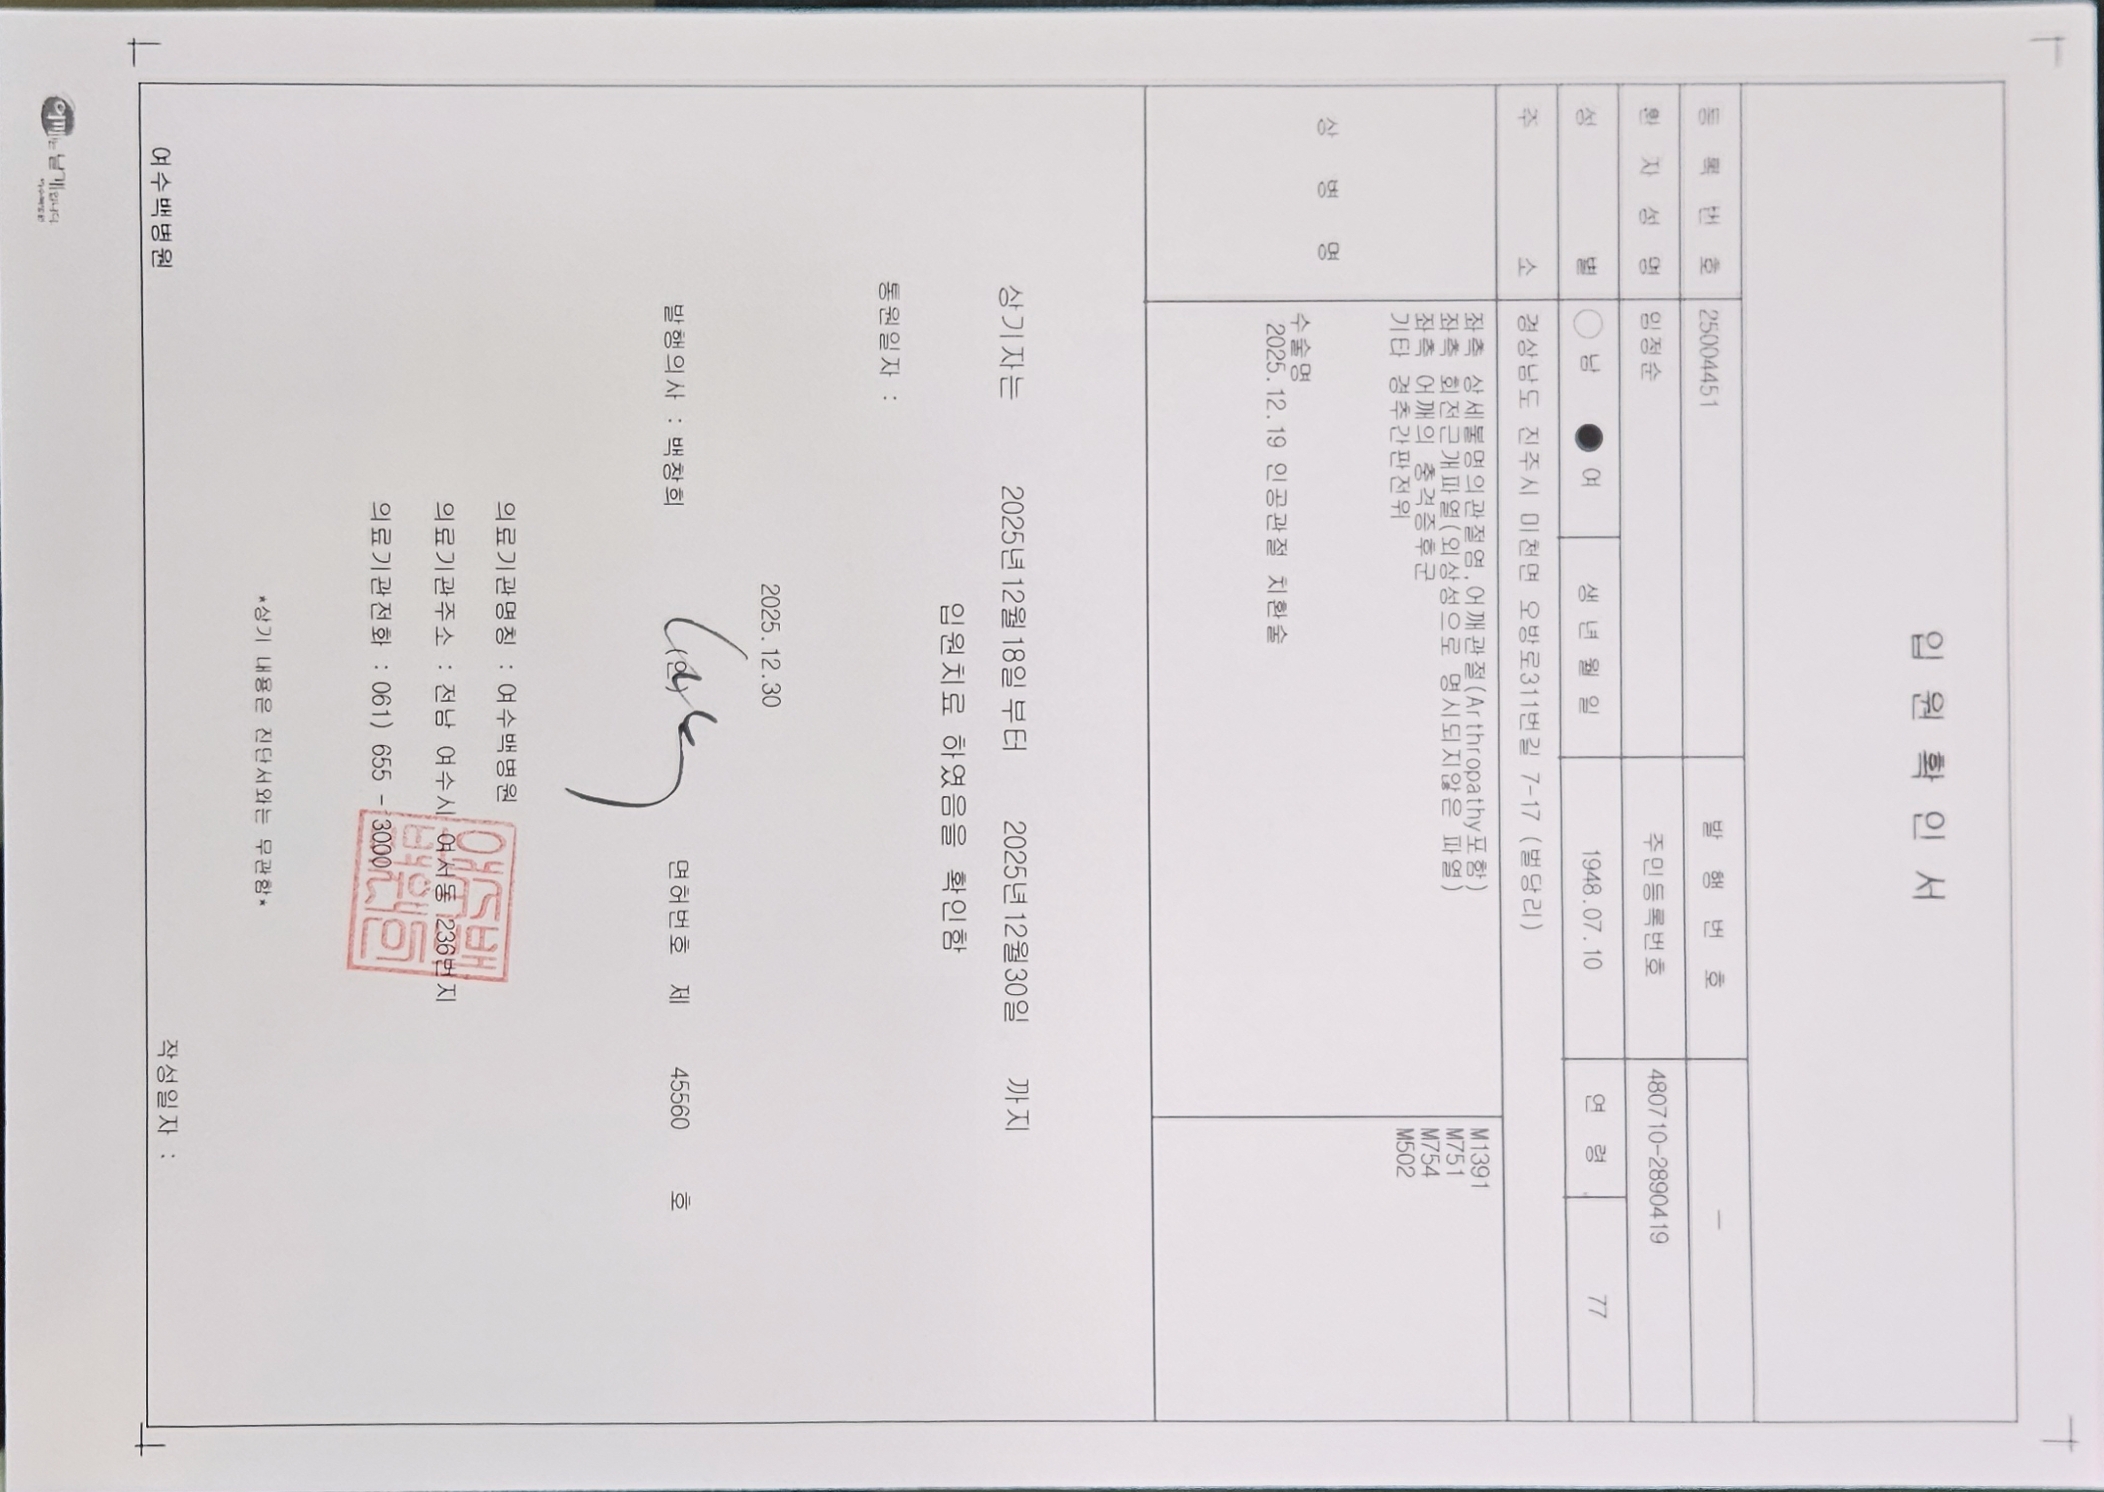 입 원 확 인 서
등 록 번 호 25004451 발 행 번 호 -
환 자 성 명 임정순 주민등록번호 480710-2890419
성 별 ○ 남 ● 여 생 년 월 일 1948.07.10 연 령 77
주 소 경상남도 진주시 미천면 오방로311번길 7-17 (벌당리)
상 병 명
좌측 상세불명의관절염,어깨관절(Arthropathy포함) M1391
좌측 회전근개파열(외상성으로 명시되지않은 파열) M751
좌측 어깨의 충격증후군 M754
기타 경추간판전위 M502
수술명
2025.12.19 인공관절 치환술
상기자는 2025년12월18일부터 2025년12월30일 까지
입원치료 하였음을 확인함
통원일자 :
2025.12.30
발행의사 : 백창희 (인) 면허번호 제 45560 호
의료기관명칭 : 여수백병원
의료기관주소 : 전남 여수시 여서동 236번지
의료기관전화 : 061) 655 - 3000
*상기 내용은 진단서와는 무관함*
여수백병원 작성일자 :